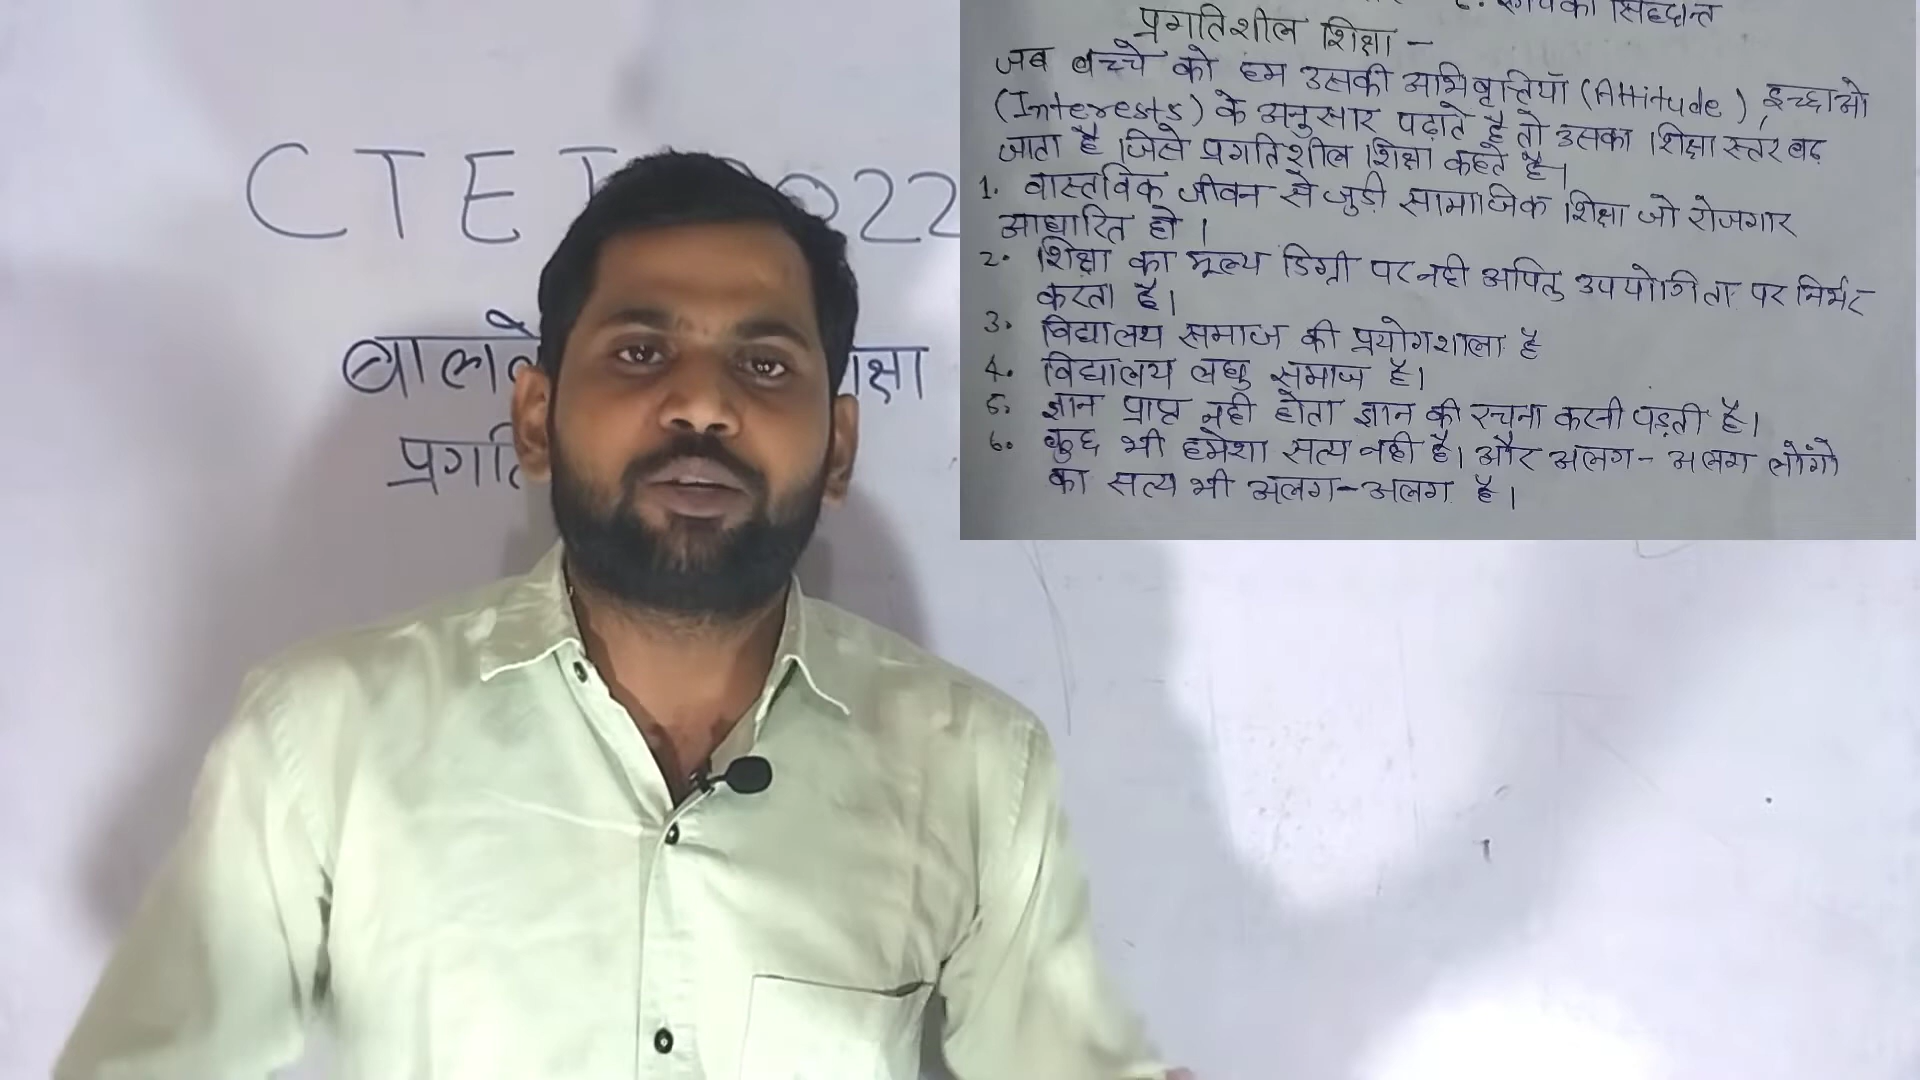 CTET 2022
बालके
क्षा
प्रगति
सिद्दान्त
प्रगतिशील शिक्षा -
जब बच्चे को हम उसकी अभिवृत्तियाँ (Attitude), इच्छाओ
(Interests) के अनुसार पढ़ाते है तो उसका शिक्षा स्तर बढ़
जाता है जिसे प्रगतिशील शिक्षा कहते है।
1. वास्तविक जीवन से जुड़ी सामाजिक शिक्षा जो रोजगार
आधारित हो।
2. शिक्षा का मूल्य डिग्री पर नही अपितु उपयोगिता पर निर्भर
करता है।
3. विद्यालय समाज की प्रयोगशाला है
4. विद्यालय लघु समाज है।
5. ज्ञान प्राप्त नही होता ज्ञान की रचना करनी पड़ती है।
6. कुछ भी हमेशा सत्य नही है। और अलग-अलग लोगों
का सत्य भी अलग-अलग है।